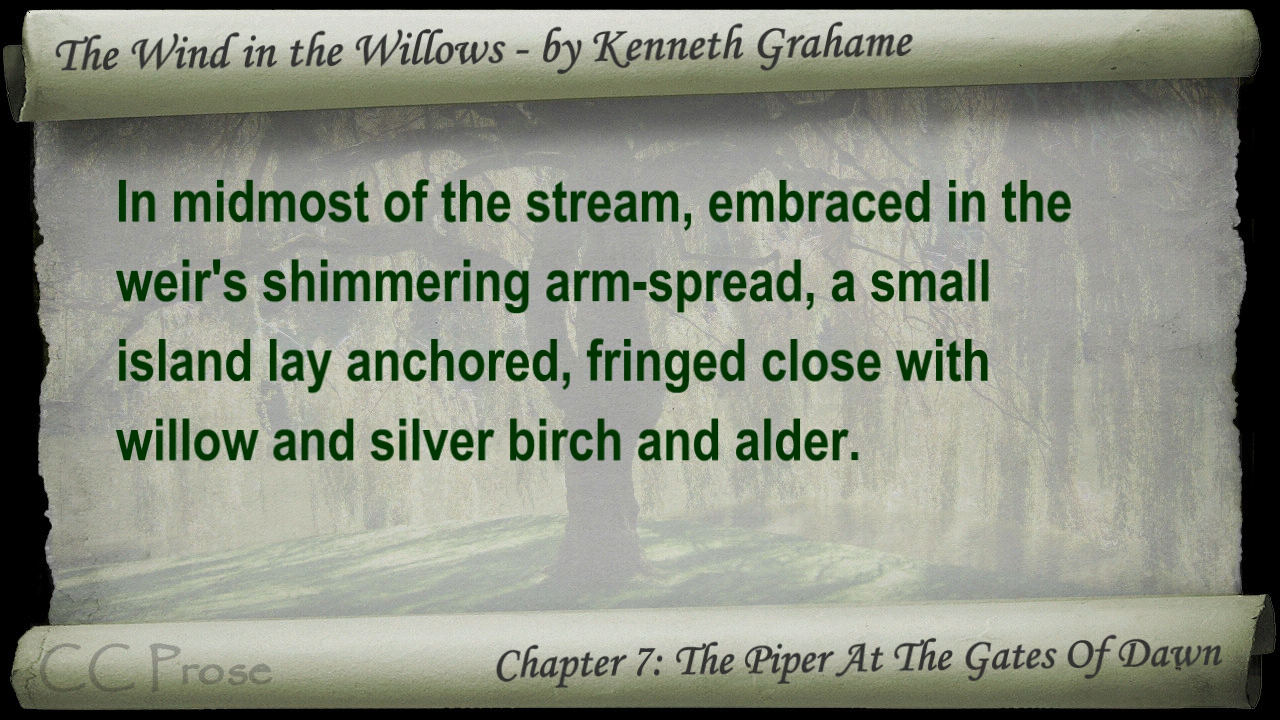 The Wind in the Willows - by Kenneth Grahame
In midmost of the stream, embraced in the
weir's shimmering arm-spread, a small
island lay anchored, fringed close with
willow and silver birch and alder.
CC Prose
Chapter 7: The Piper At The Gates Of Dawn